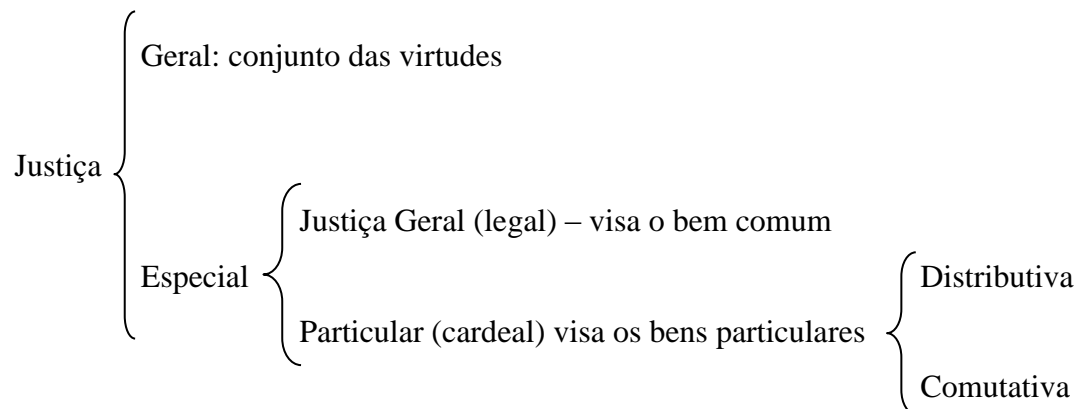 Geral: conjunto das virtudes
Justiça
Justiça Geral (legal) – visa o bem comum
Especial
Distributiva
Particular (cardeal) visa os bens particulares
Comutativa